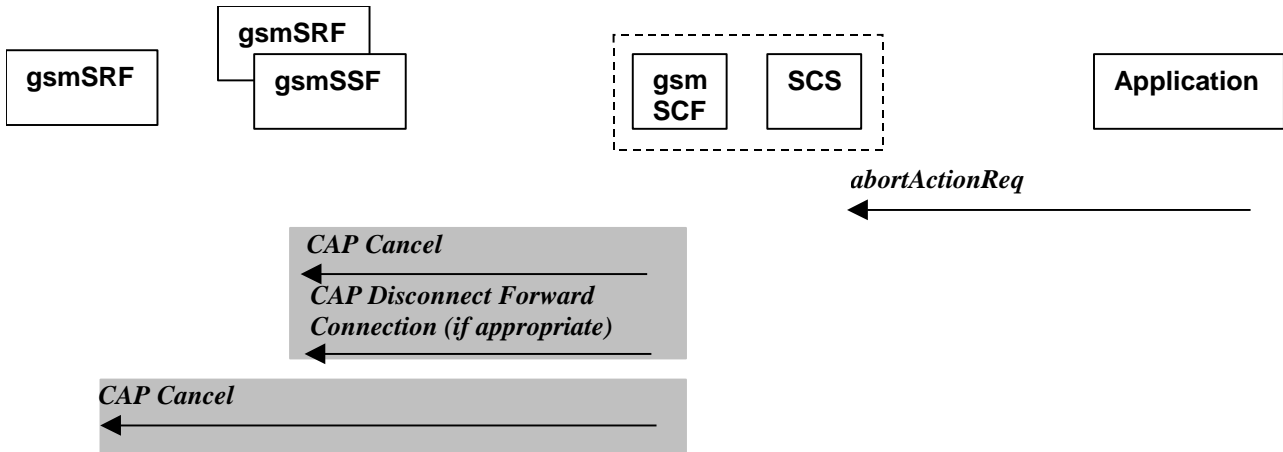 gsmSRF
gsmSRF
gsmSSF
gsm
SCF
SCS
Application
abortActionReq
CAP Cancel
CAP Disconnect Forward
Connection (if appropriate)
CAP Cancel